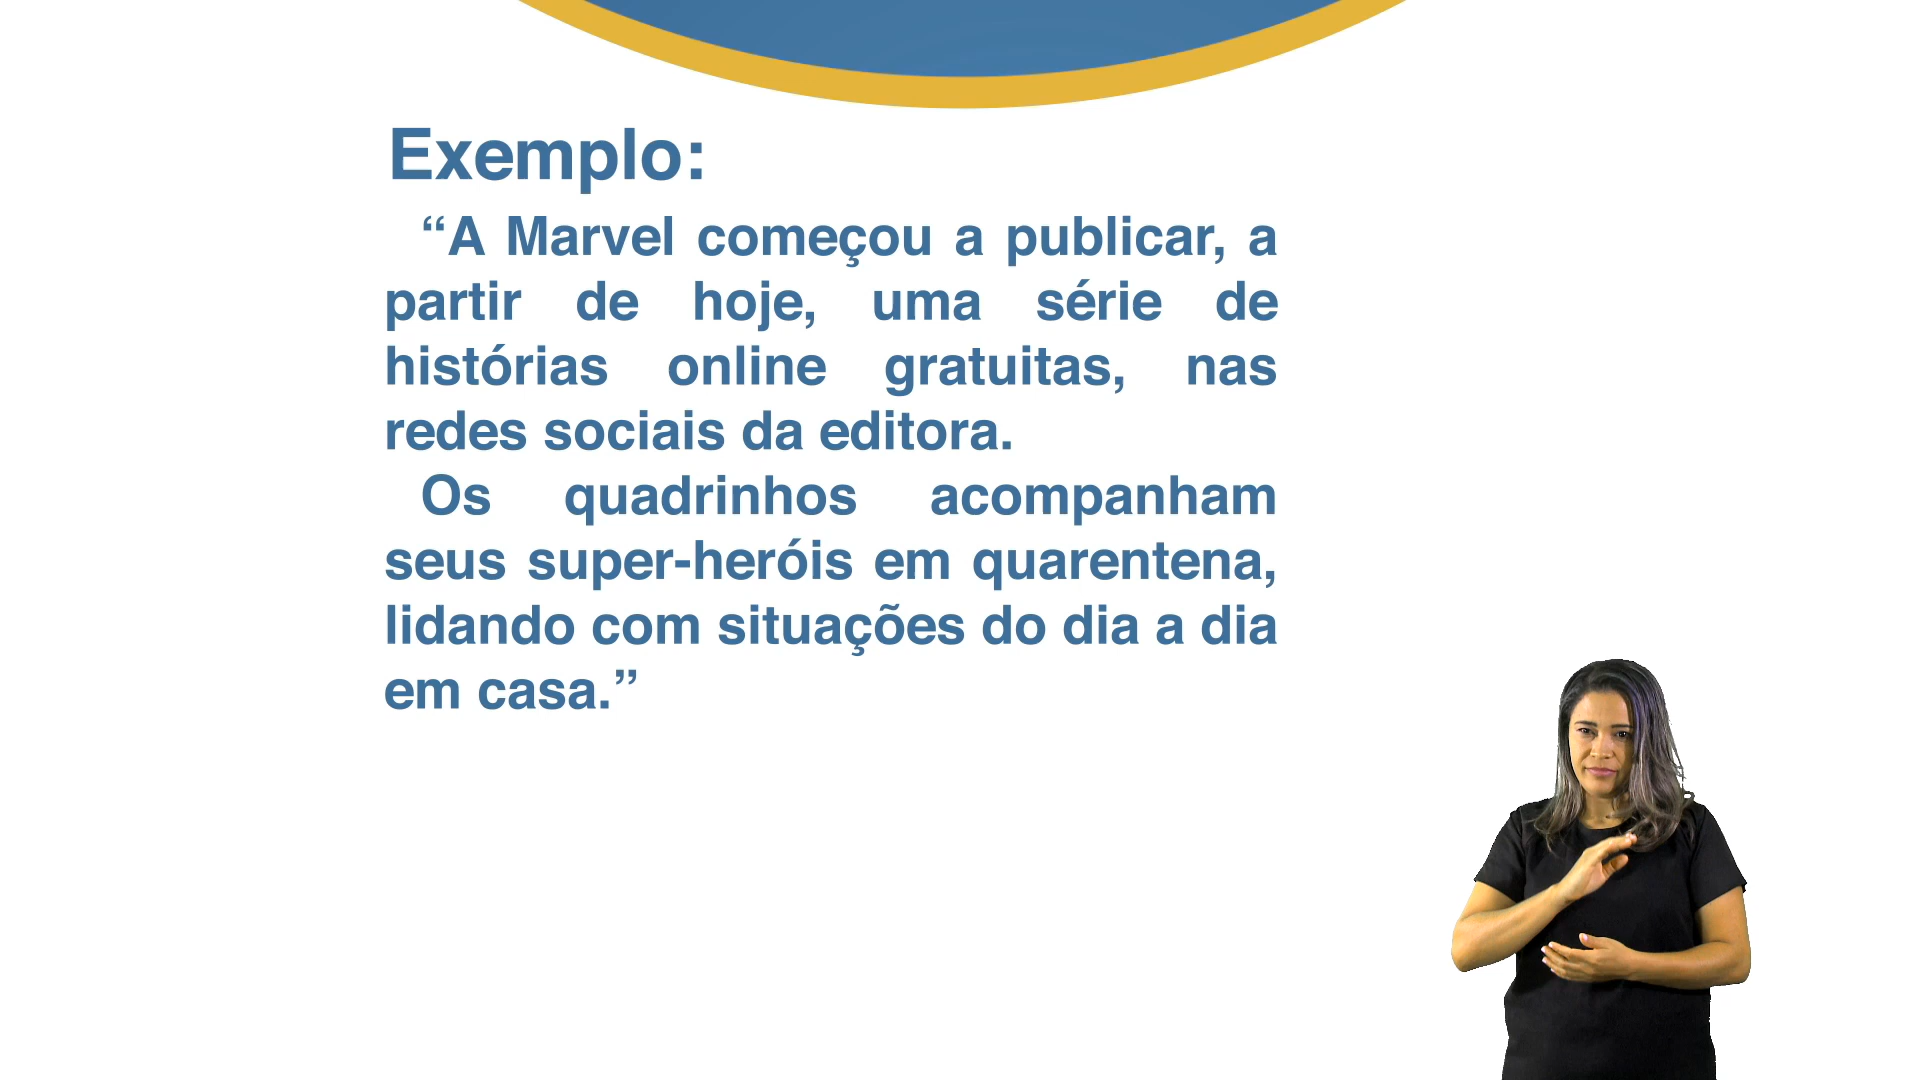 Exemplo:
“A Marvel começou a publicar, a
partir de hoje, uma série de
histórias online gratuitas, nas
redes sociais da editora.
Os quadrinhos acompanham
seus super-heróis em quarentena,
lidando com situações do dia a dia
em casa.”